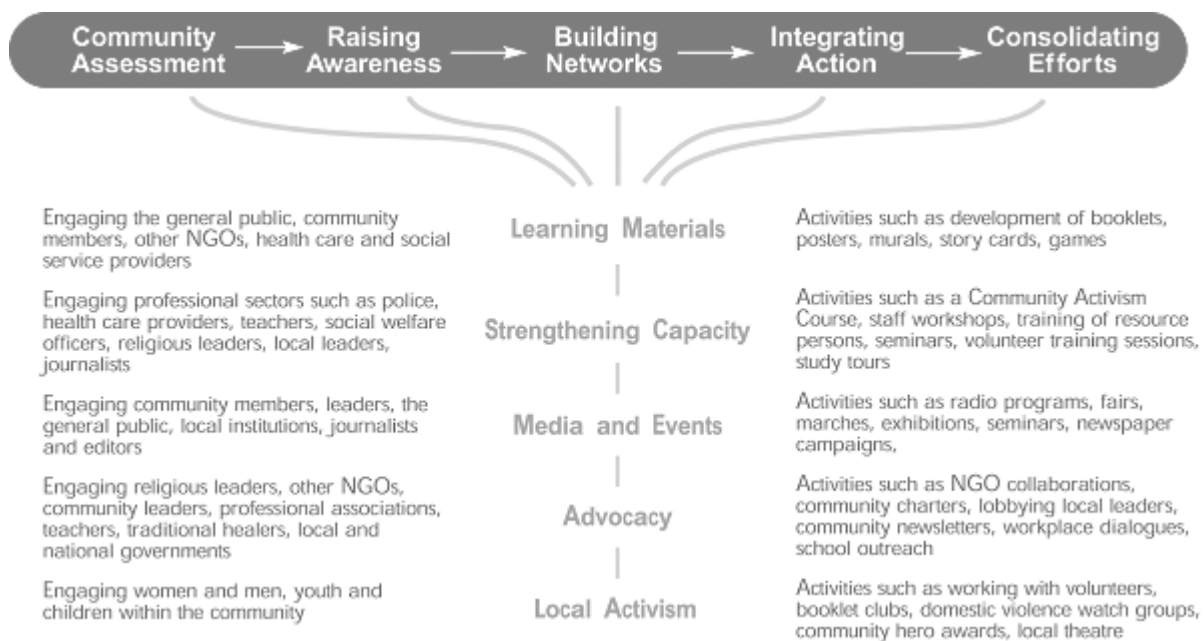 Community Assessment
Raising Awareness
Building Networks
Integrating Action
Consolidating Efforts
Engaging the general public, community
members, other NGOs, health care and social
service providers
Learning Materials
Activities such as development of booklets,
posters, murals, story cards, games
Engaging professional sectors such as police,
health care providers, teachers, social welfare
officers, religious leaders, local leaders,
journalists
Strengthening Capacity
Activities such as a Community Activism
Course, staff workshops, training of resource
persons, seminars, volunteer training sessions,
study tours
Engaging community members, leaders, the
general public, local institutions, journalists
and editors
Media and Events
Activities such as radio programs, fairs,
marches, exhibitions, seminars, newspaper
campaigns,
Engaging religious leaders, other NGOs,
community leaders, professional associations,
teachers, traditional healers, local and
national governments
Advocacy
Activities such as NGO collaborations,
community charters, lobbying local leaders,
community newsletters, workplace dialogues,
school outreach
Engaging women and men, youth and
children within the community
Local Activism
Activities such as working with volunteers,
booklet clubs, domestic violence watch groups,
community hero awards, local theatre